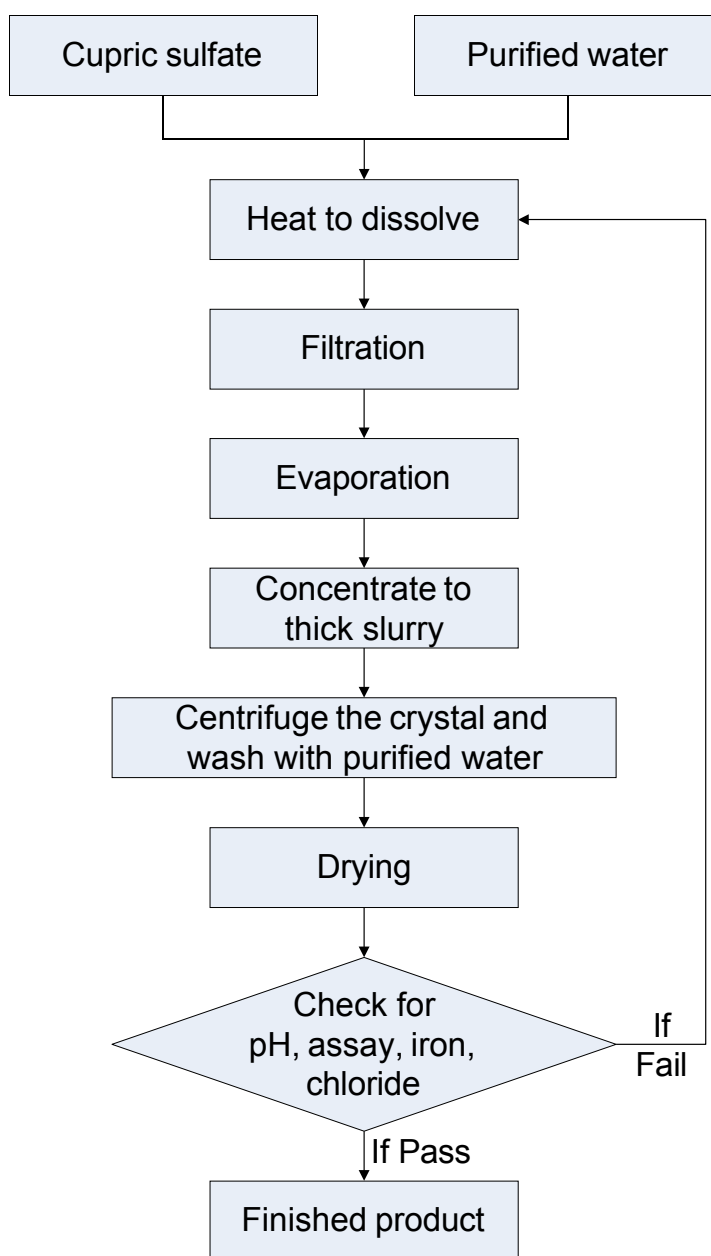 Cupric sulfate
Purified water
Heat to dissolve
Filtration
Evaporation
Concentrate to
thick slurry
Centrifuge the crystal and
wash with purified water
Drying
Check for
pH, assay, iron,
chloride
If
Fail
If Pass
Finished product